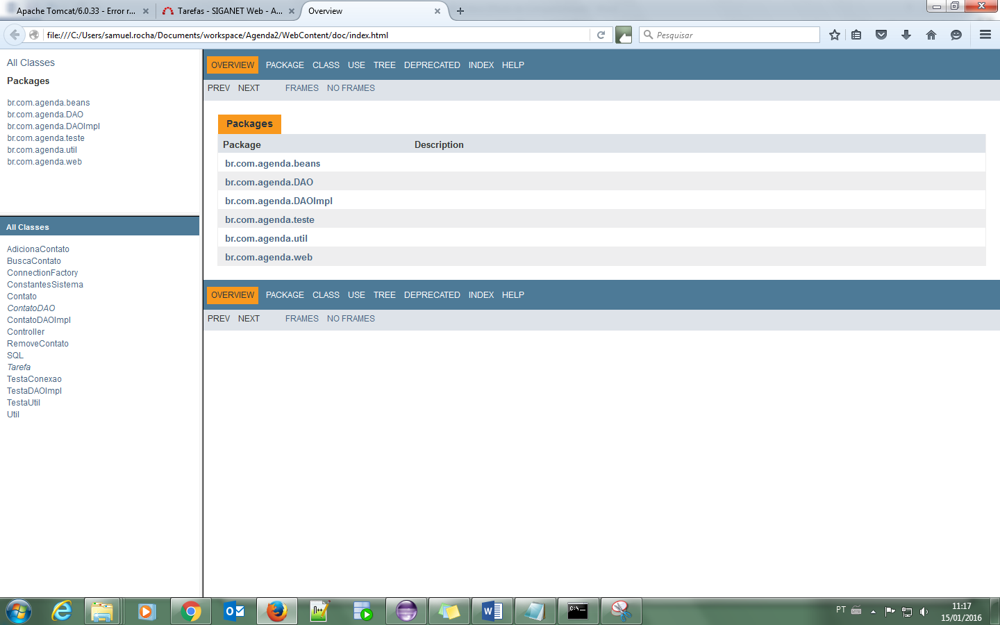 Apache Tomcat/6.0.33 - Error r...
Tarefas - SIGANET Web - A...
Overview
file:///C:/Users/samuel.rocha/Documents/workspace/Agenda2/WebContent/doc/index.html
Pesquisar
All Classes
Packages
br.com.agenda.beans
br.com.agenda.DAO
br.com.agenda.DAOImpl
br.com.agenda.teste
br.com.agenda.util
br.com.agenda.web
All Classes
AdicionaContato
BuscaContato
ConnectionFactory
ConstantesSistema
Contato
ContatoDAO
ContatoDAOImpl
Controller
RemoveContato
SQL
Tarefa
TestaConexao
TestaDAOImpl
TestaUtil
Util
OVERVIEW PACKAGE CLASS USE TREE DEPRECATED INDEX HELP
PREV NEXT FRAMES NO FRAMES
Packages
Package Description
br.com.agenda.beans
br.com.agenda.DAO
br.com.agenda.DAOImpl
br.com.agenda.teste
br.com.agenda.util
br.com.agenda.web
OVERVIEW PACKAGE CLASS USE TREE DEPRECATED INDEX HELP
PREV NEXT FRAMES NO FRAMES
PT
11:17
15/01/2016